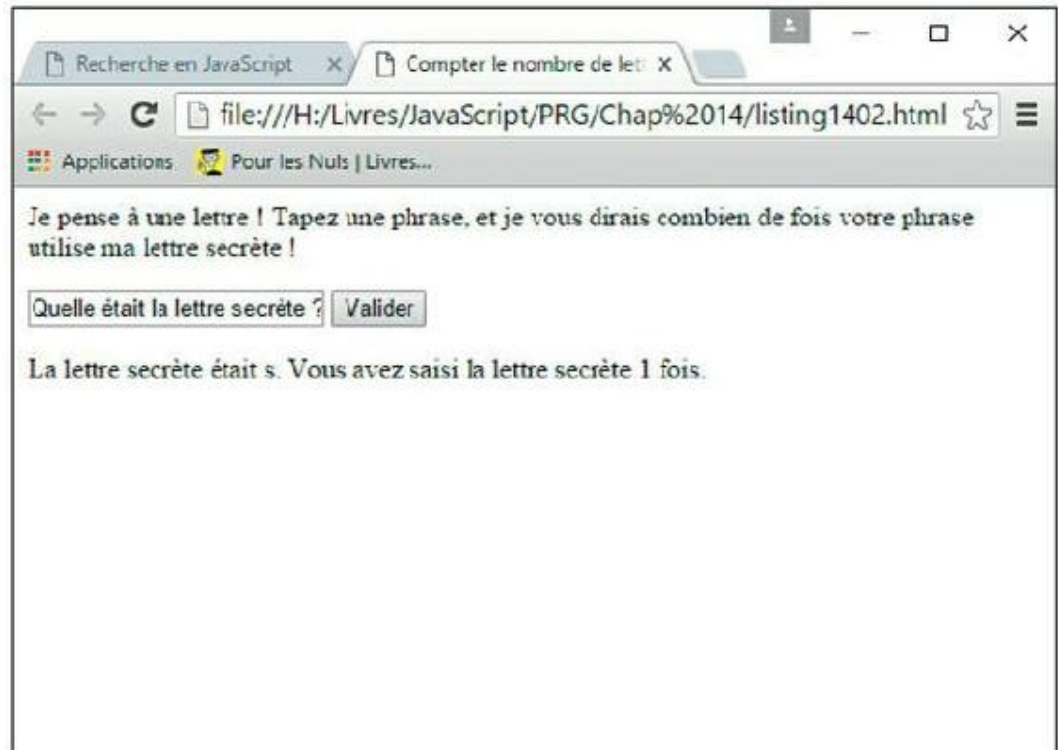 Recherche en JavaScript
Compter le nombre de let
file:///H:/Livres/JavaScript/PRG/Chap%2014/listing1402.html
Applications Pour les Nuls | Livres...
Je pense à une lettre ! Tapez une phrase, et je vous dirais combien de fois votre phrase
utilise ma lettre secrète !
Quelle était la lettre secrète ? Valider
La lettre secrète était s. Vous avez saisi la lettre secrète 1 fois.